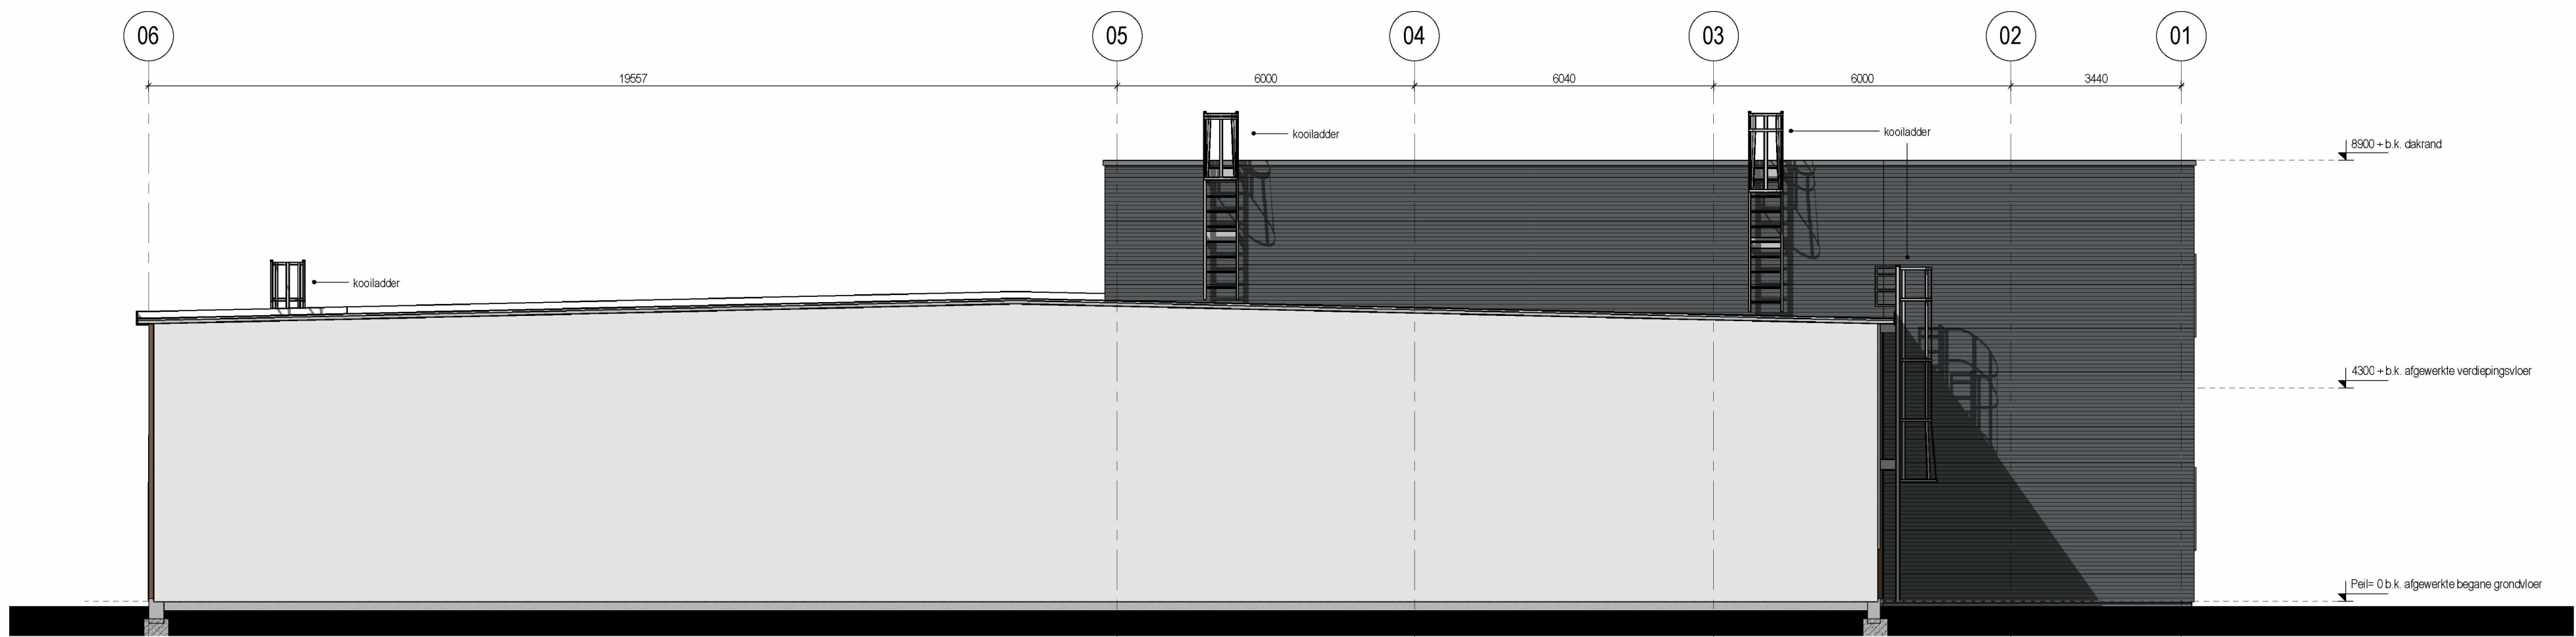 06 05 04 03 02 01
19557 6000 6040 6000 3440
kooiladder kooiladder
8900 + b.k. dakrand
kooiladder
4300 + b.k. afgewerkte verdiepingsvloer
Peil= 0 b.k. afgewerkte begane grondvloer